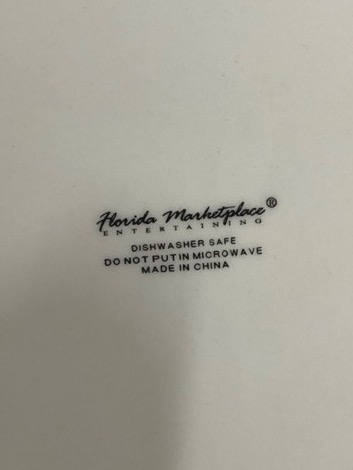 Florida Marketplace®
ENTERTAINING
DISHWASHER SAFE
DO NOT PUT IN MICROWAVE
MADE IN CHINA